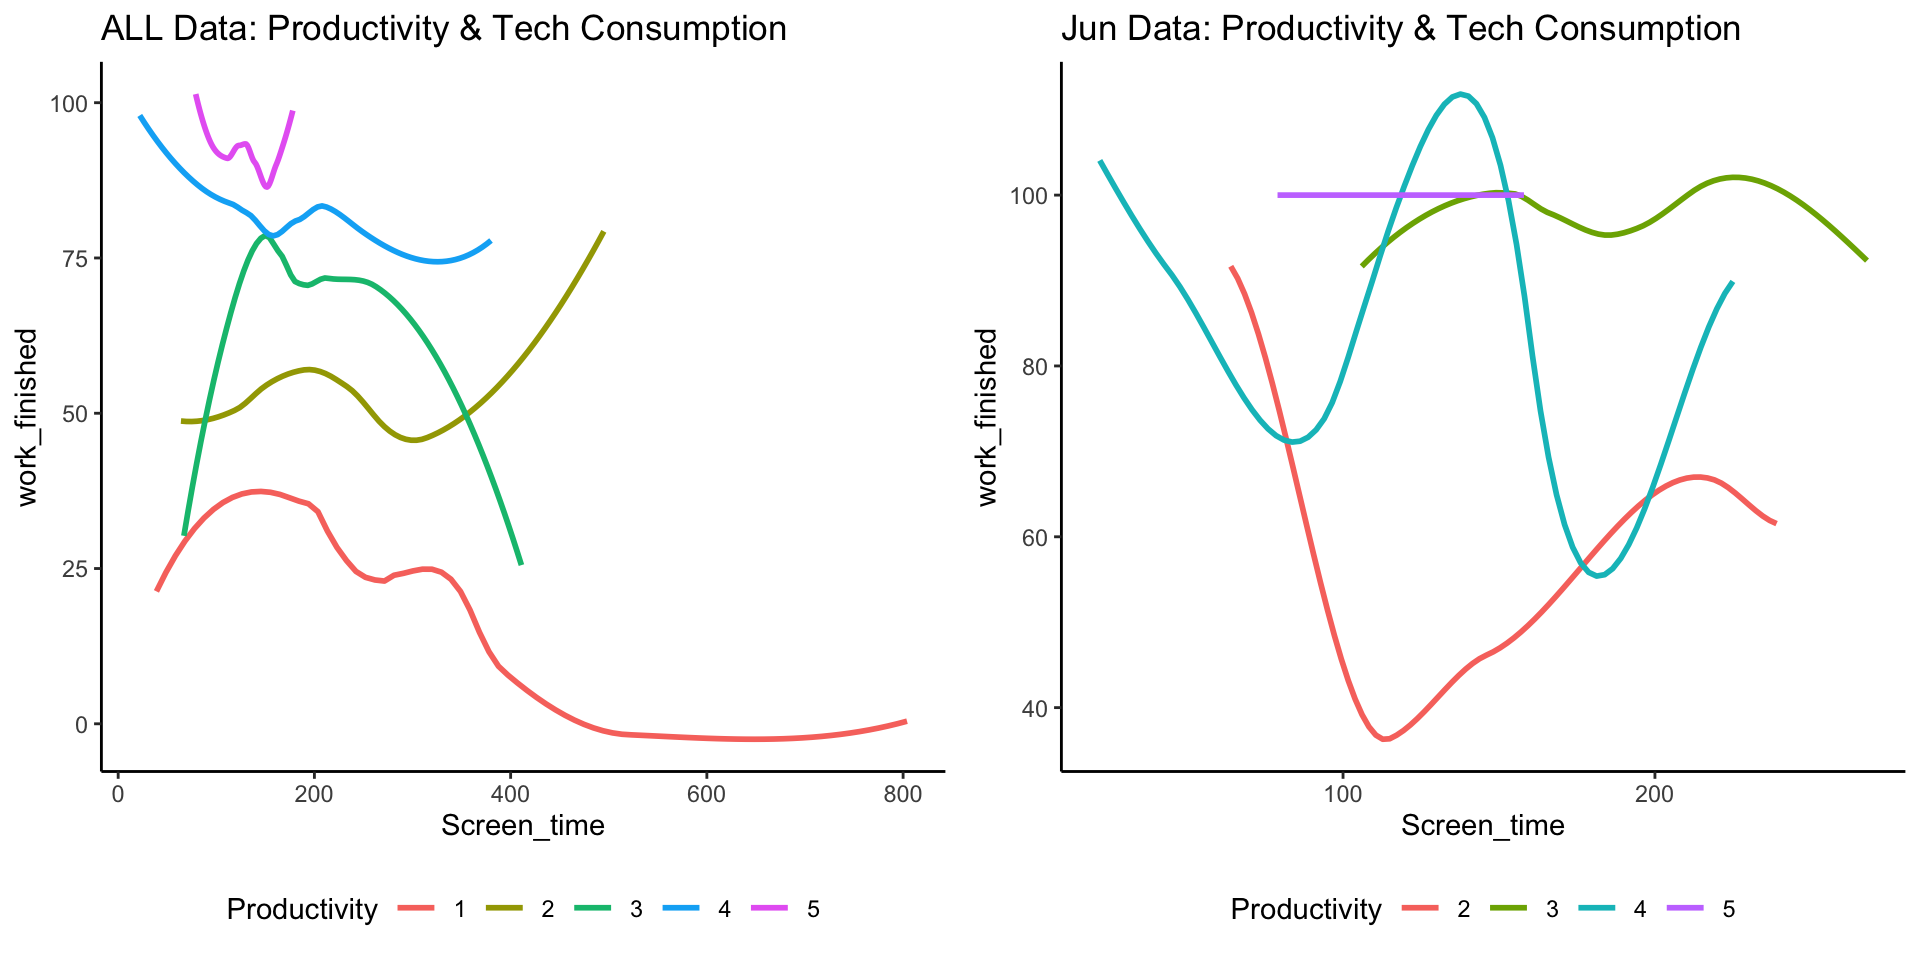 ALL Data: Productivity & Tech Consumption
100
75
50
25
0
work_finished
0 200 400 600 800
Screen_time
Productivity 1 2 3 4 5
Jun Data: Productivity & Tech Consumption
100
80
60
40
work_finished
100 200
Screen_time
Productivity 2 3 4 5